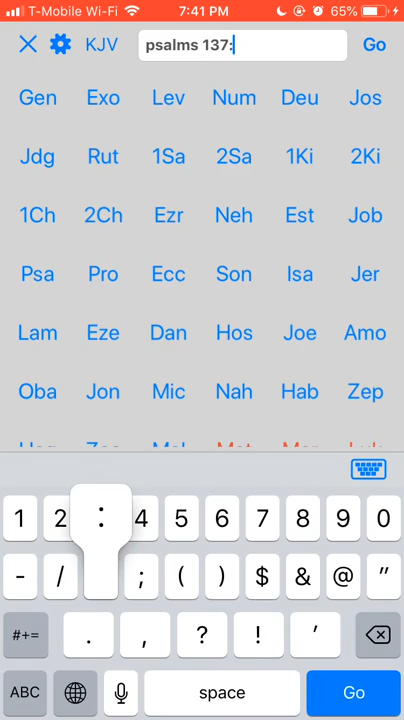 T-Mobile Wi-Fi 7:41 PM 65%
KJV psalms 137: Go
Gen Exo Lev Num Deu Jos
Jdg Rut 1Sa 2Sa 1Ki 2Ki
1Ch 2Ch Ezr Neh Est Job
Psa Pro Ecc Son Isa Jer
Lam Eze Dan Hos Joe Amo
Oba Jon Mic Nah Hab Zep
1 2 : 4 5 6 7 8 9 0
- / ; ( ) $ & @ "
#+= . , ? ! '
ABC space Go